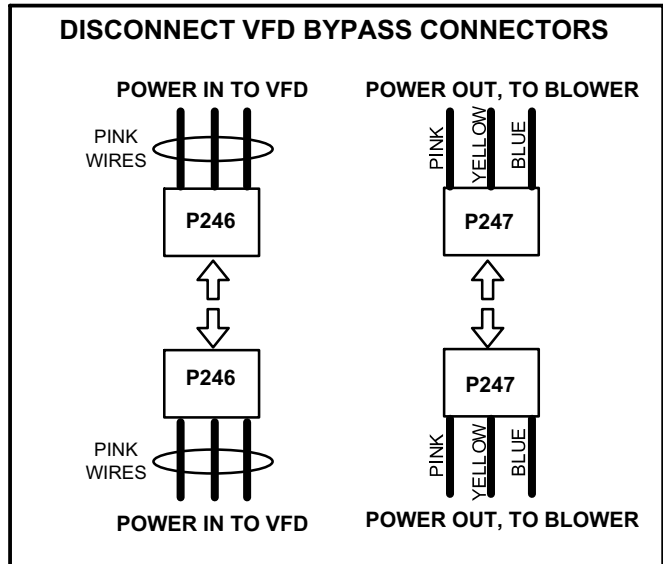 DISCONNECT VFD BYPASS CONNECTORS
POWER IN TO VFD
PINK
WIRES
P246
P246
PINK
WIRES
POWER IN TO VFD
POWER OUT, TO BLOWER
PINK
YELLOW
BLUE
P247
P247
PINK
YELLOW
BLUE
POWER OUT, TO BLOWER